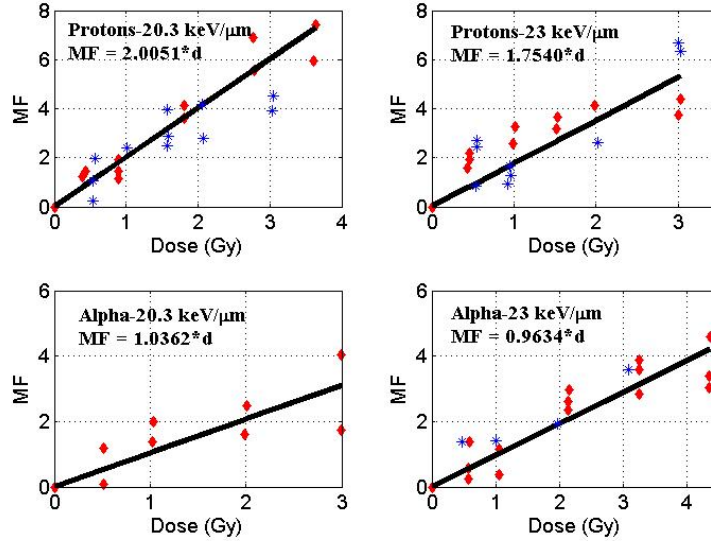 Protons-20.3 keV/μm
MF = 2.0051*d
8
6
4
2
0
MF
0 1 2 3 4
Dose (Gy)
Protons-23 keV/μm
MF = 1.7540*d
8
6
4
2
0
MF
0 1 2 3
Dose (Gy)
Alpha-20.3 keV/μm
MF = 1.0362*d
6
4
2
0
MF
0 1 2 3
Dose (Gy)
Alpha-23 keV/μm
MF = 0.9634*d
6
4
2
0
MF
0 1 2 3 4
Dose (Gy)